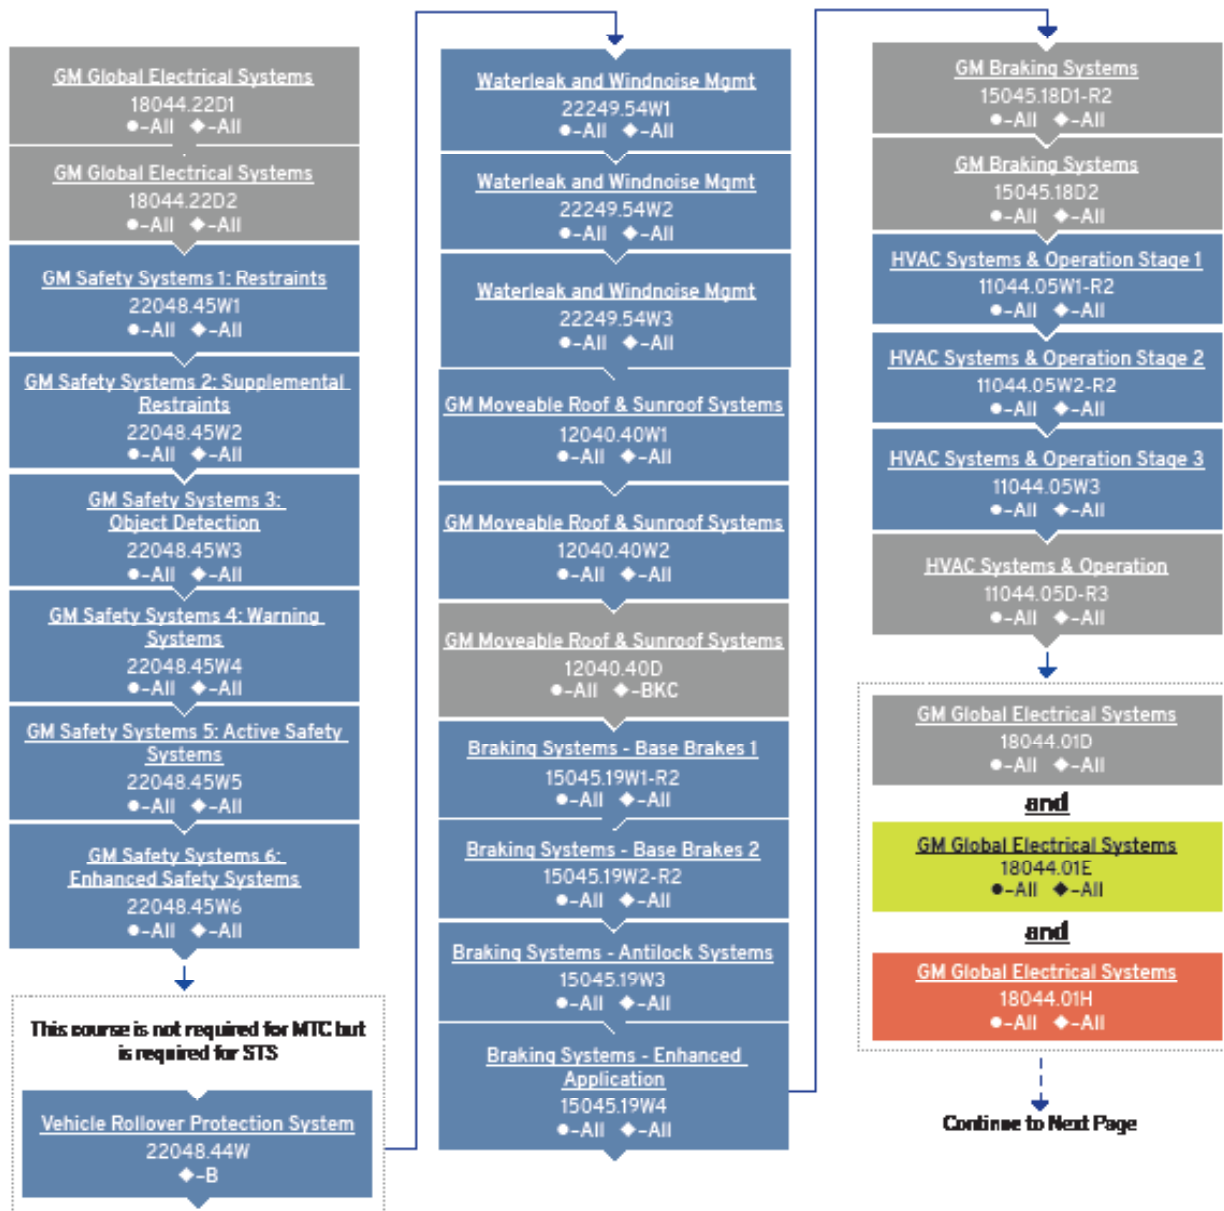 GM Global Electrical Systems
18044.22D1
●-All ◆-All
GM Global Electrical Systems
18044.22D2
●-All ◆-All
GM Safety Systems 1: Restraints
22048.45W1
●-All ◆-All
GM Safety Systems 2: Supplemental
Restraints
22048.45W2
●-All ◆-All
GM Safety Systems 3:
Object Detection
22048.45W3
●-All ◆-All
GM Safety Systems 4: Warning
Systems
22048.45W4
●-All ◆-All
GM Safety Systems 5: Active Safety
Systems
22048.45W5
●-All ◆-All
GM Safety Systems 6:
Enhanced Safety Systems
22048.45W6
●-All ◆-All
This course is not required for MTC but
is required for STS
Vehicle Rollover Protection System
22048.44W
◆-B
Waterleak and Windnoise Mgmt
22249.54W1
●-All ◆-All
Waterleak and Windnoise Mgmt
22249.54W2
●-All ◆-All
Waterleak and Windnoise Mgmt
22249.54W3
●-All ◆-All
GM Moveable Roof & Sunroof Systems
12040.40W1
●-All ◆-All
GM Moveable Roof & Sunroof Systems
12040.40W2
●-All ◆-All
GM Moveable Roof & Sunroof Systems
12040.40D
●-All ◆-BKC
Braking Systems - Base Brakes 1
15045.19W1-R2
●-All ◆-All
Braking Systems - Base Brakes 2
15045.19W2-R2
●-All ◆-All
Braking Systems - Antilock Systems
15045.19W3
●-All ◆-All
Braking Systems - Enhanced
Application
15045.19W4
●-All ◆-All
GM Braking Systems
15045.18D1-R2
●-All ◆-All
GM Braking Systems
15045.18D2
●-All ◆-All
HVAC Systems & Operation Stage 1
11044.05W1-R2
●-All ◆-All
HVAC Systems & Operation Stage 2
11044.05W2-R2
●-All ◆-All
HVAC Systems & Operation Stage 3
11044.05W3
●-All ◆-All
HVAC Systems & Operation
11044.05D-R3
●-All ◆-All
GM Global Electrical Systems
18044.01D
●-All ◆-All
and
GM Global Electrical Systems
18044.01E
●-All ◆-All
and
GM Global Electrical Systems
18044.01H
●-All ◆-All
Continue to Next Page